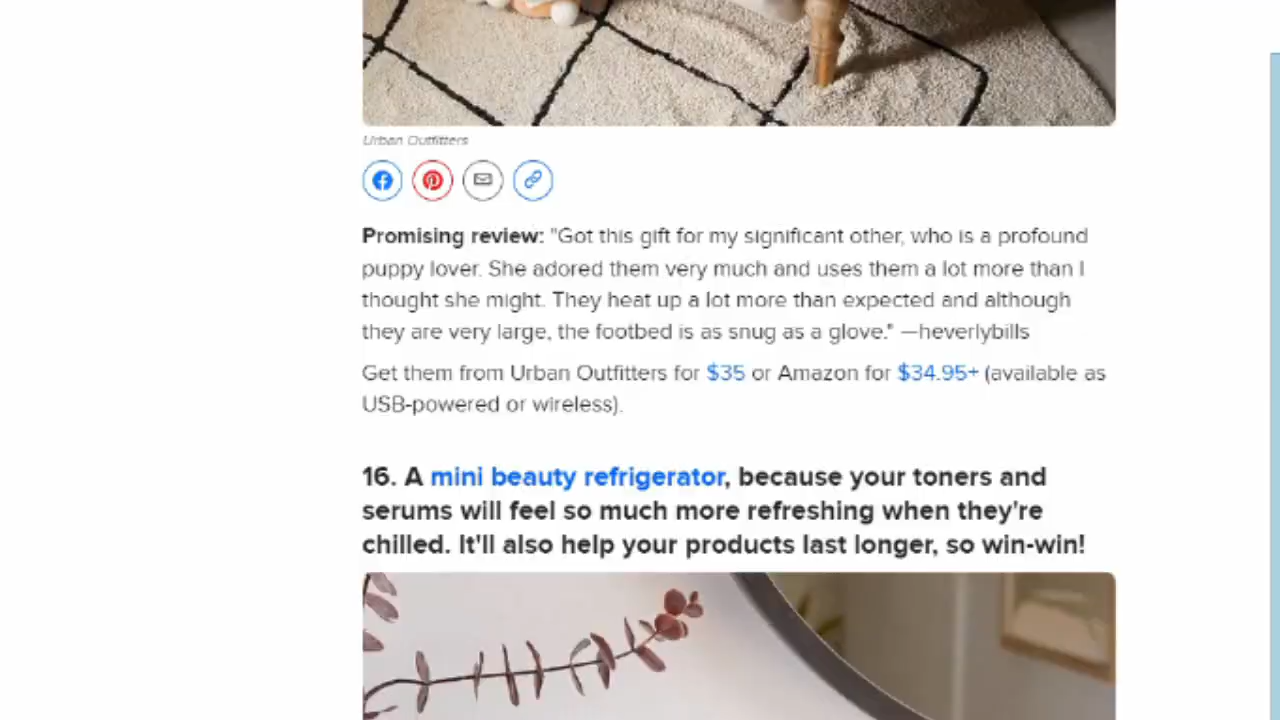 Urban Outfitters
Promising review: "Got this gift for my significant other, who is a profound
puppy lover. She adored them very much and uses them a lot more than I
thought she might. They heat up a lot more than expected and although
they are very large, the footbed is as snug as a glove." —heverlybills
Get them from Urban Outfitters for $35 or Amazon for $34.95+ (available as
USB-powered or wireless).
16. A mini beauty refrigerator, because your toners and
serums will feel so much more refreshing when they're
chilled. It'll also help your products last longer, so win-win!